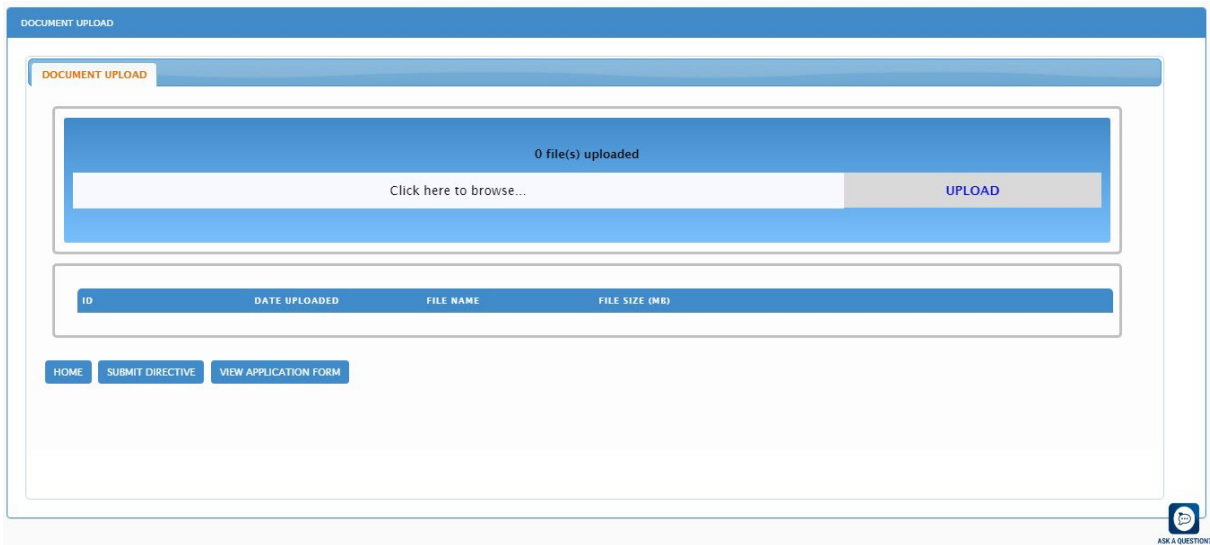 DOCUMENT UPLOAD
DOCUMENT UPLOAD
0 file(s) uploaded
Click here to browse... UPLOAD
ID DATE UPLOADED FILE NAME FILE SIZE (MB)
HOME SUBMIT DIRECTIVE VIEW APPLICATION FORM
ASK A QUESTION?